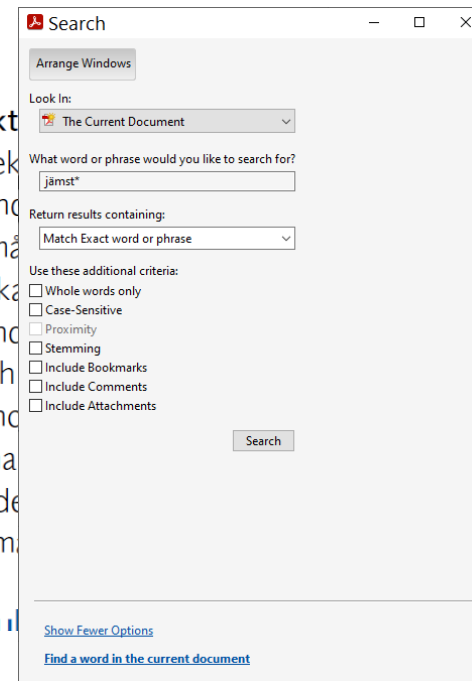 Search
Arrange Windows
Look In:
The Current Document
What word or phrase would you like to search for?
jämst*
Return results containing:
Match Exact word or phrase
Use these additional criteria:
Whole words only
Case-Sensitive
Proximity
Stemming
Include Bookmarks
Include Comments
Include Attachments
Search
Show Fewer Options
Find a word in the current document